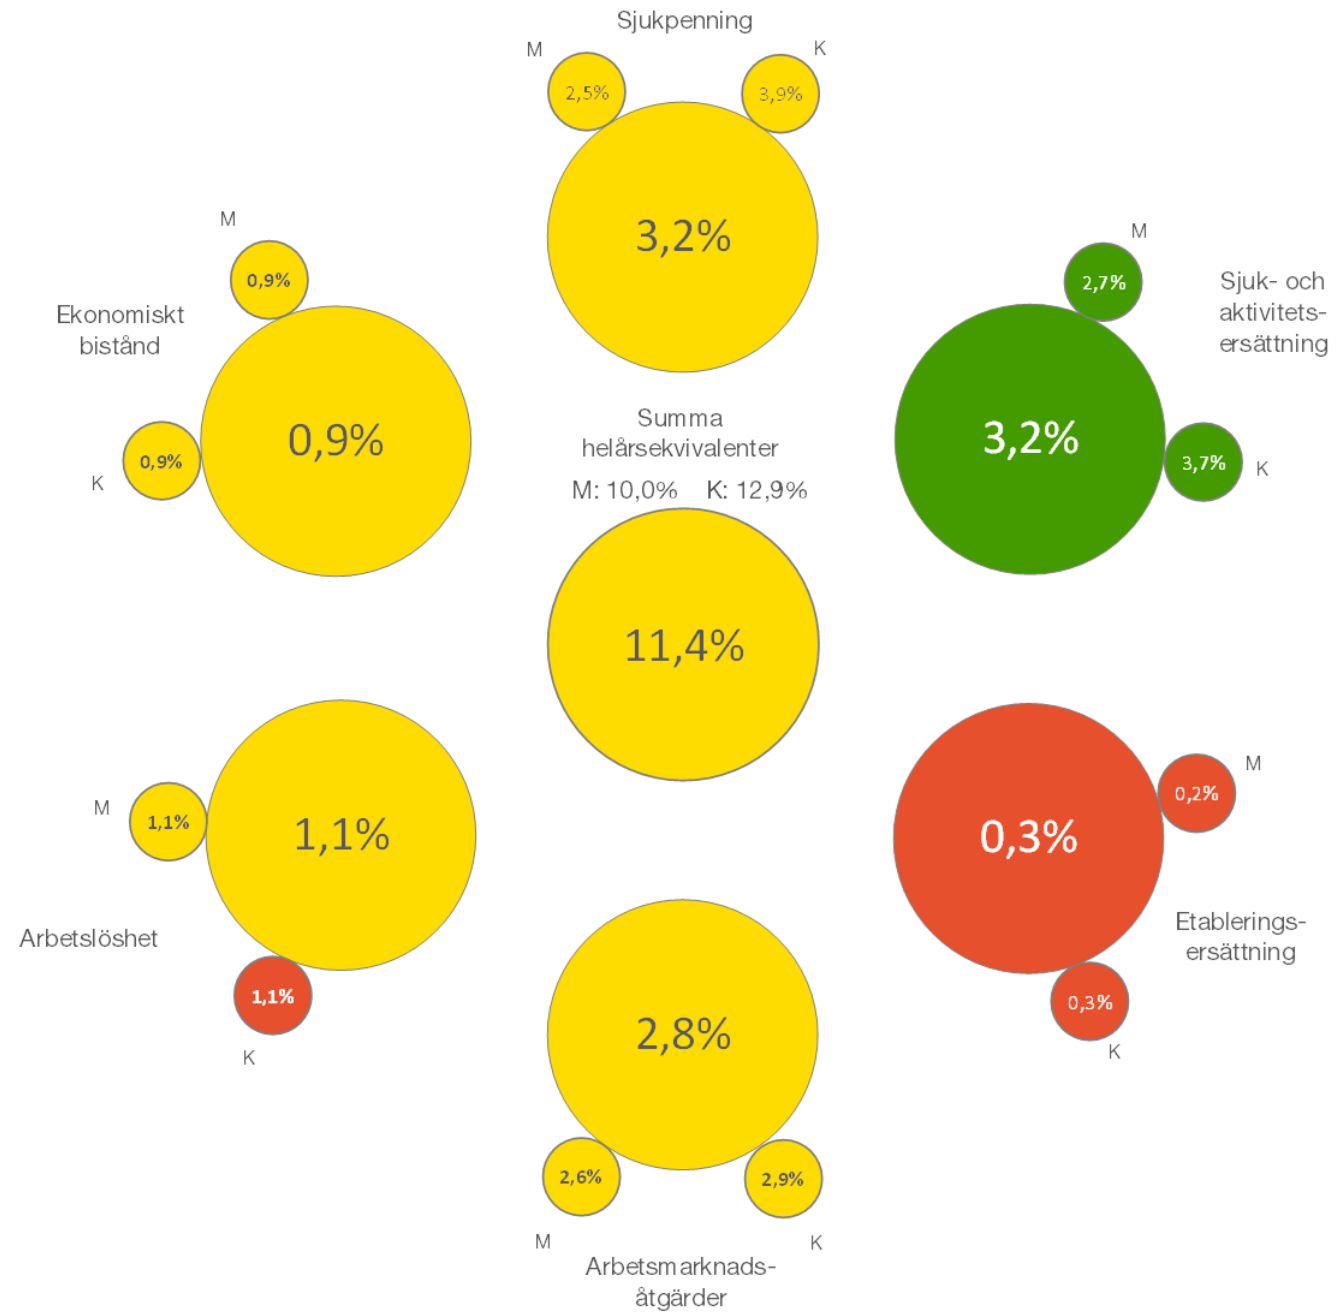 Sjukpenning
M
K
2,5%
3,9%
3,2%
M
0,9%
Ekonomiskt
bistånd
K
0,9%
0,9%
M
2,7%
Sjuk- och
aktivitets-
ersättning
3,2%
3,7%
K
Summa
helårsekvivalenter
M: 10,0% K: 12,9%
11,4%
M
1,1%
1,1%
Arbetslöshet
1,1%
K
M
0,2%
0,3%
Etablerings-
ersättning
0,3%
K
2,8%
2,6%
2,9%
M
K
Arbetsmarknads-
åtgärder